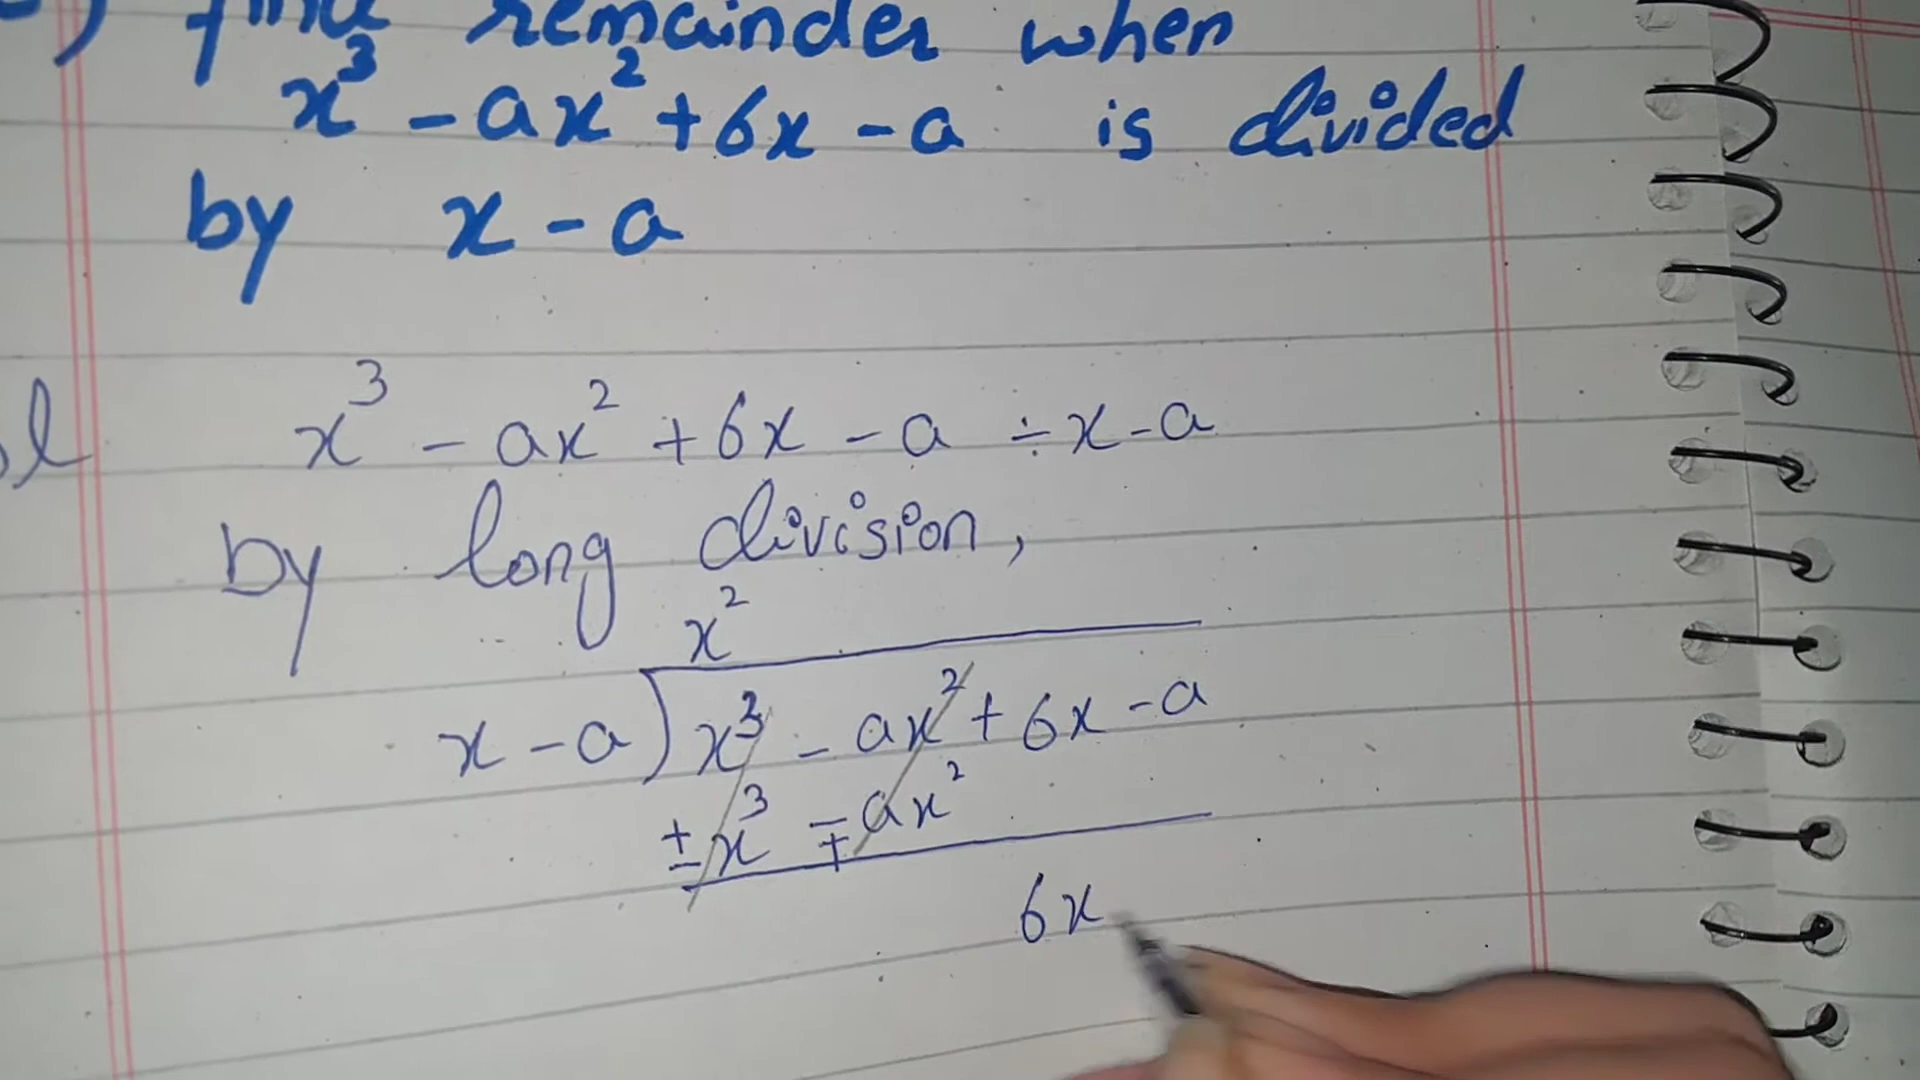 find remainder when
x³ - ax² + 6x - a is divided
by x - a
x³ - ax² + 6x - a ÷ x - a
by long division,
x²
x - a ) x³ - ax² + 6x - a
± x³ ∓ ax²
6x